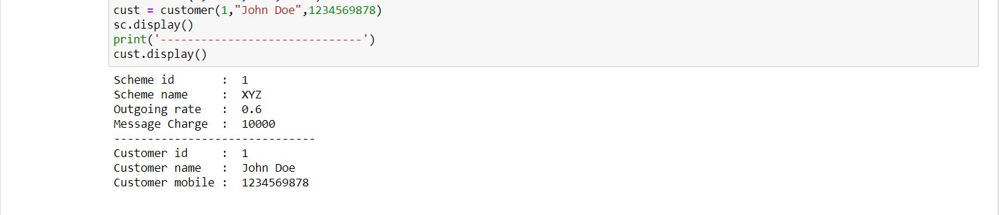 cust = customer(1,"John Doe",1234569878)
sc.display()
print('------------------------------')
cust.display()
Scheme id       :  1
Scheme name     :  XYZ
Outgoing rate   :  0.6
Message Charge  :  10000
------------------------------
Customer id     :  1
Customer name   :  John Doe
Customer mobile :  1234569878